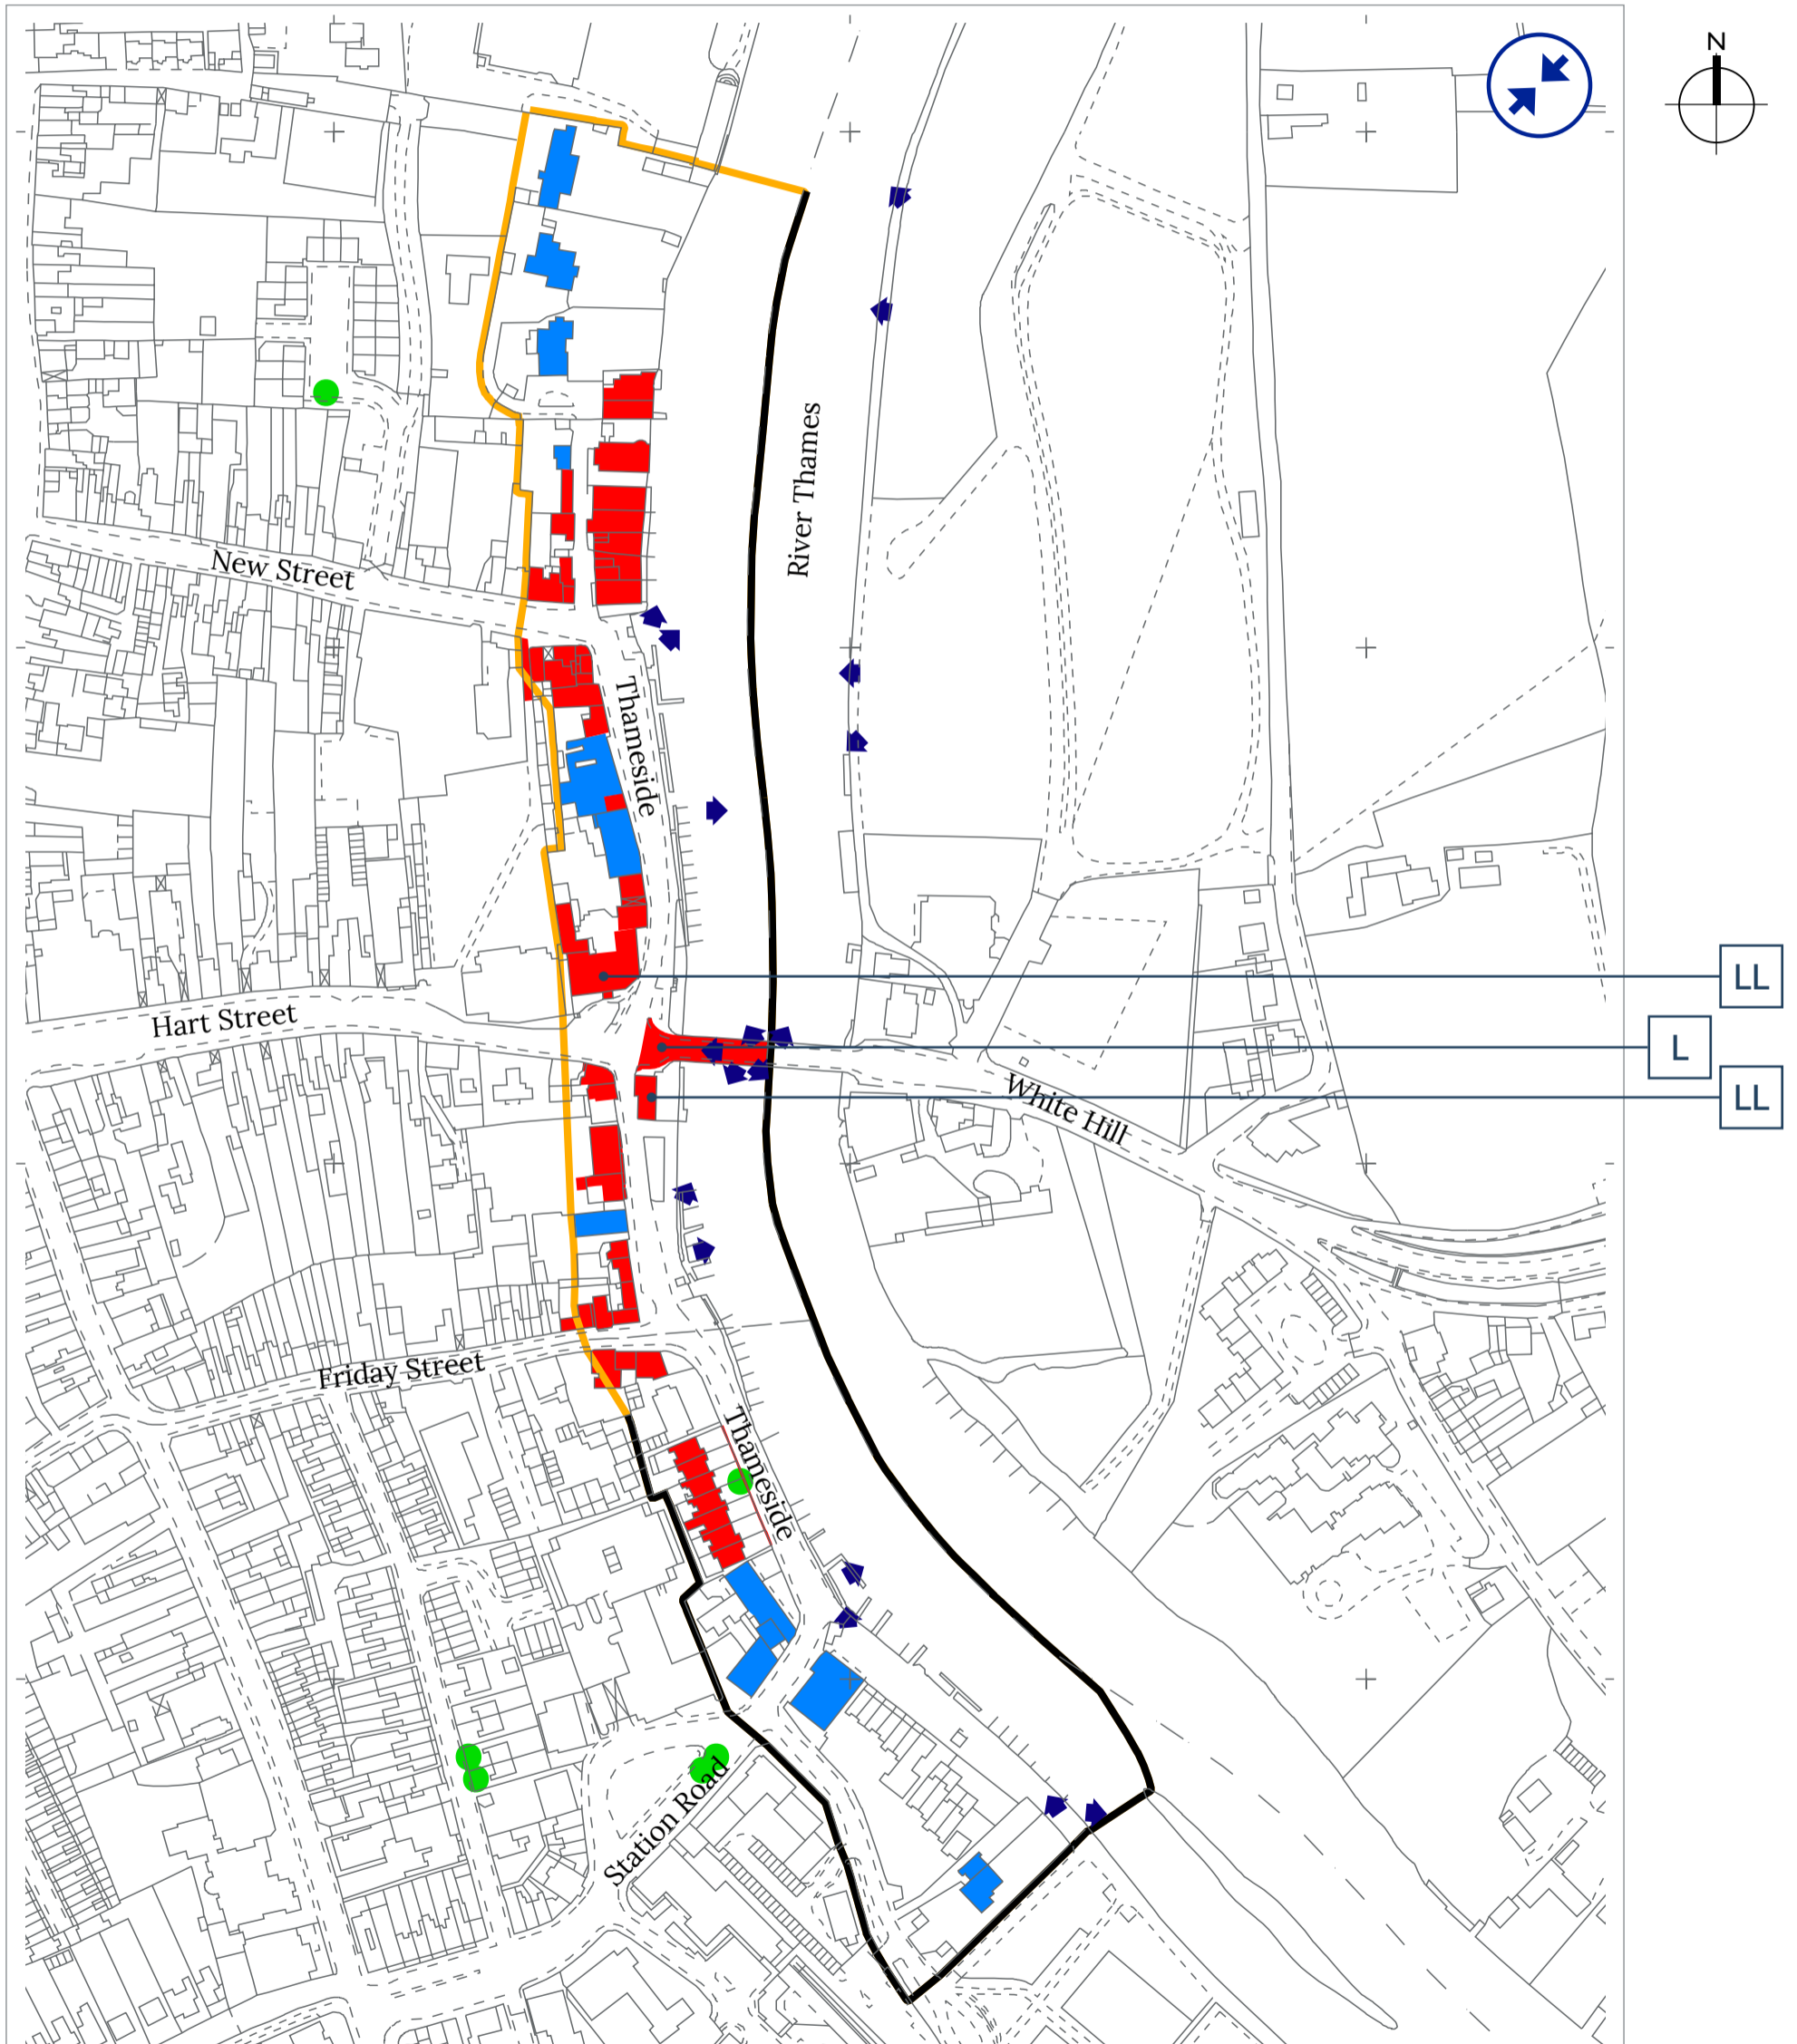 N
River Thames
New Street
Thameside
LL
Hart Street
L
LL
White Hill
Friday Street
Thameside
Station Road